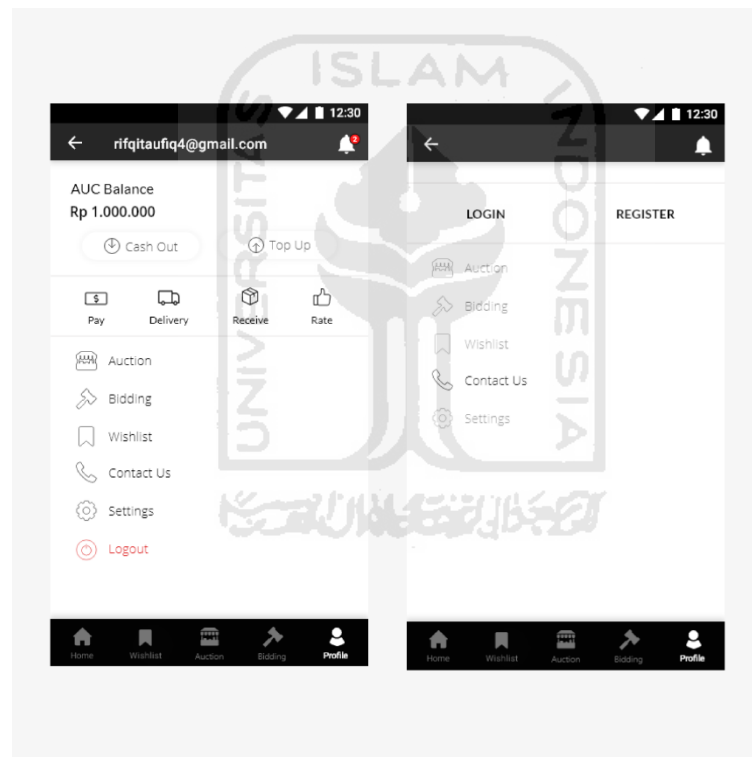 ISLAM
UNIVERSITAS
INDONESIA
12:30
rifqitaufiq4@gmail.com
2
AUC Balance
Rp 1.000.000
Cash Out
Top Up
Pay
Delivery
Receive
Rate
Auction
Bidding
Wishlist
Contact Us
Settings
Logout
Home
Wishlist
Auction
Bidding
Profile
12:30
LOGIN
REGISTER
Auction
Bidding
Wishlist
Contact Us
Settings
Home
Wishlist
Auction
Bidding
Profile